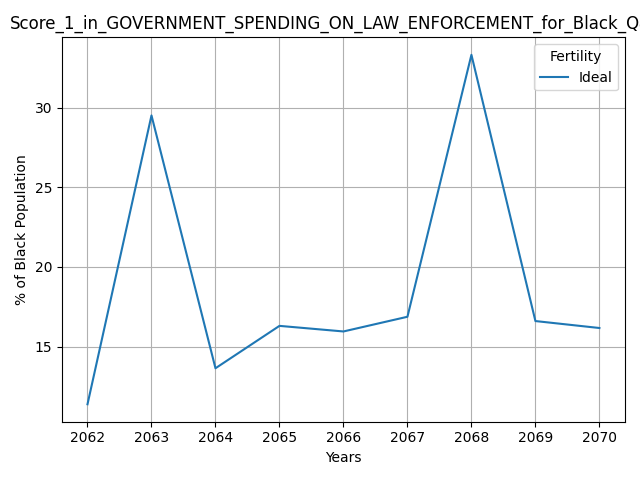 Score_1_in_GOVERNMENT_SPENDING_ON_LAW_ENFORCEMENT_for_Black_Q
Fertility
Ideal
% of Black Population
30
25
20
15
2062 2063 2064 2065 2066 2067 2068 2069 2070
Years